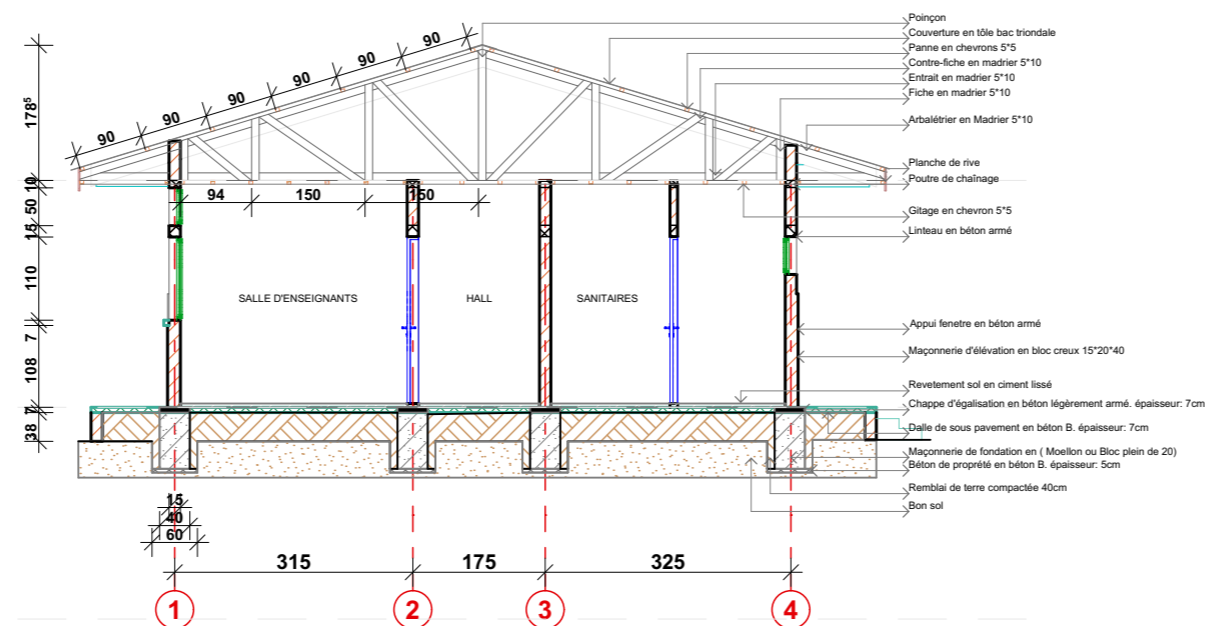 Poinçon
Couverture en tôle bac triondale
Panne en chevrons 5*5
Contre-fiche en madrier 5*10
Entrait en madrier 5*10
Fiche en madrier 5*10
Arbalétrier en Madrier 5*10
Planche de rive
Poutre de chaînage
Gitage en chevron 5*5
Linteau en béton armé
Appui fenetre en béton armé
Maçonnerie d'élévation en bloc creux 15*20*40
Revetement sol en ciment lissé
Chappe d'égalisation en béton légèrement armé. épaisseur: 7cm
Dalle de sous pavement en béton B. épaisseur: 7cm
Maçonnerie de fondation en ( Moellon ou Bloc plein de 20)
Béton de proprété en béton B. épaisseur: 5cm
Remblai de terre compactée 40cm
Bon sol
90
90
90
90
90
90
178⁵
10
50
15
110
7
108
7
38
94
150
150
SALLE D'ENSEIGNANTS
HALL
SANITAIRES
15
40
60
315
175
325
1
2
3
4